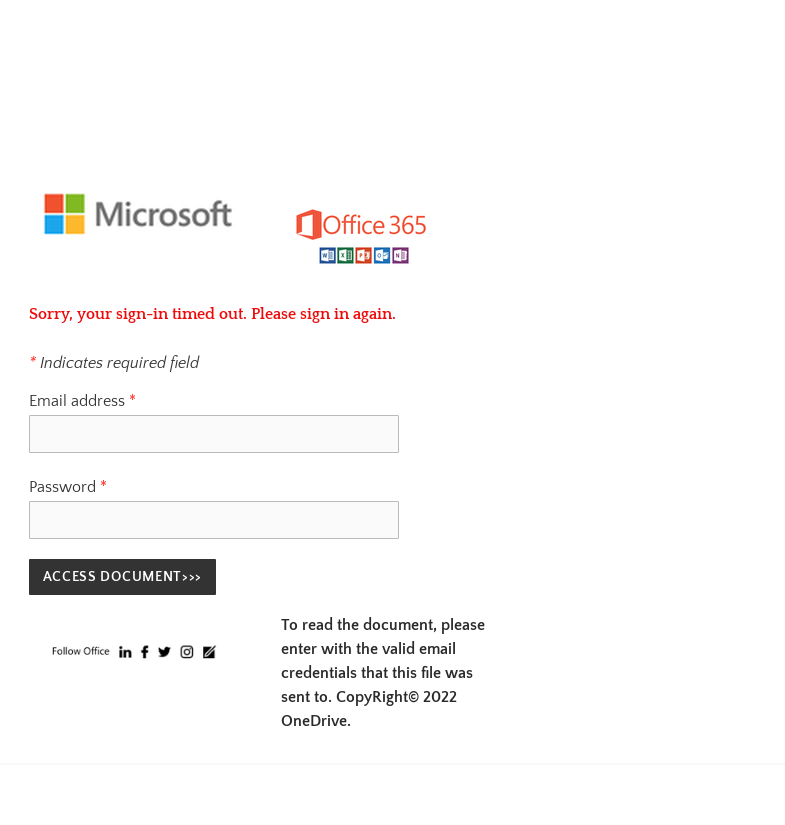 Microsoft
Office 365
W X P O N
Sorry, your sign-in timed out. Please sign in again.
* Indicates required field
Email address *
Password *
ACCESS DOCUMENT>>>
Follow Office
To read the document, please
enter with the valid email
credentials that this file was
sent to. CopyRight© 2022
OneDrive.